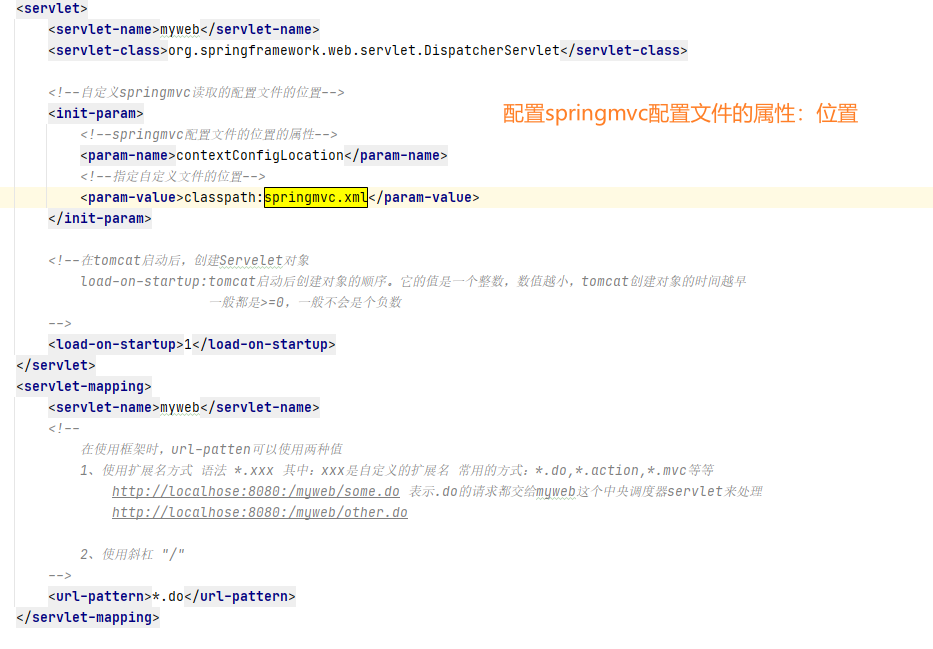 <servlet>
<servlet-name>myweb</servlet-name>
<servlet-class>org.springframework.web.servlet.DispatcherServlet</servlet-class>
<!--自定义springmvc读取的配置文件的位置-->
<init-param>
配置springmvc配置文件的属性：位置
<!--springmvc配置文件的位置的属性-->
<param-name>contextConfigLocation</param-name>
<!--指定自定义文件的位置-->
<param-value>classpath:springmvc.xml</param-value>
</init-param>
<!--在tomcat启动后，创建Servelet对象
load-on-startup:tomcat启动后创建对象的顺序。它的值是一个整数，数值越小，tomcat创建对象的时间越早
一般都是>=0，一般不会是个负数
-->
<load-on-startup>1</load-on-startup>
</servlet>
<servlet-mapping>
<servlet-name>myweb</servlet-name>
<!--
在使用框架时，url-patten可以使用两种值
1、使用扩展名方式 语法 *.xxx 其中：xxx是自定义的扩展名 常用的方式：*.do,*.action,*.mvc等等
http://localhose:8080:/myweb/some.do 表示.do的请求都交给myweb这个中央调度器servlet来处理
http://localhose:8080:/myweb/other.do
2、使用斜杠 "/"
-->
<url-pattern>*.do</url-pattern>
</servlet-mapping>